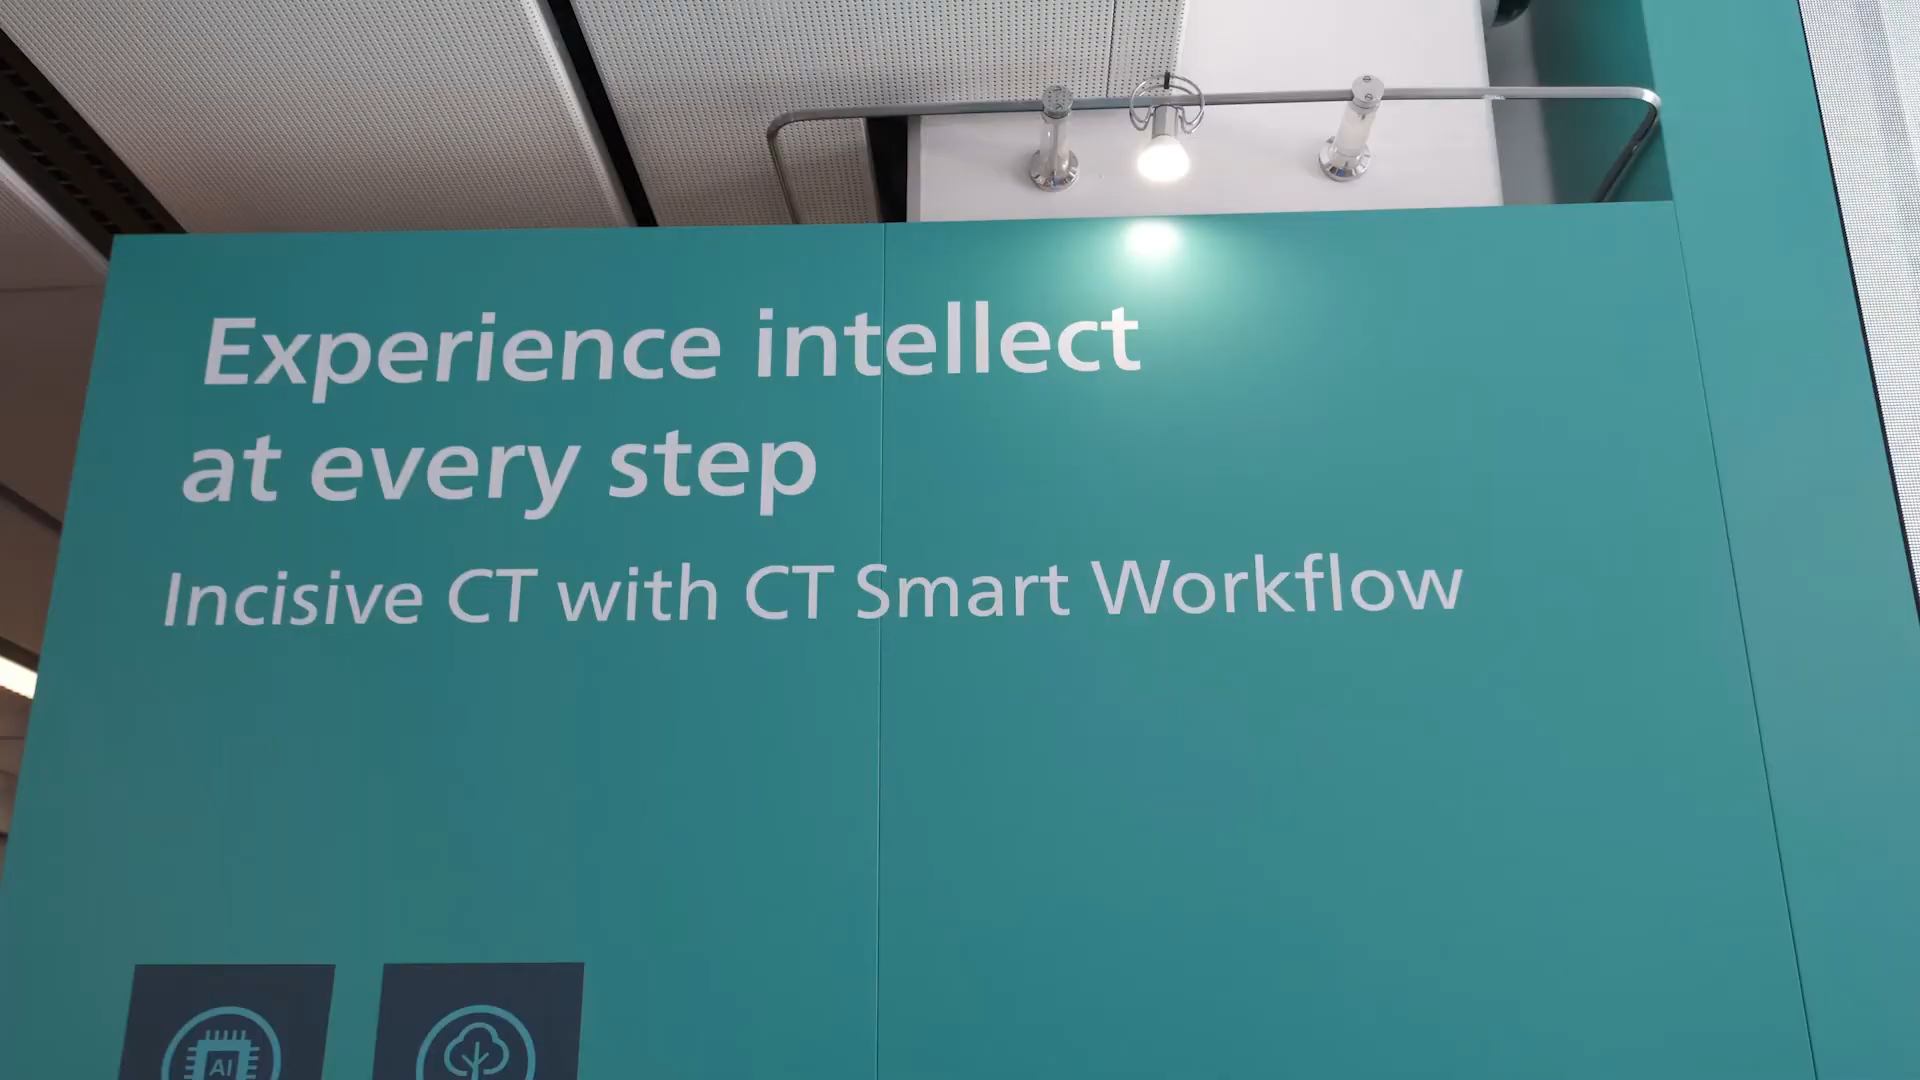 Experience intellect
at every step
Incisive CT with CT Smart Workflow
AI